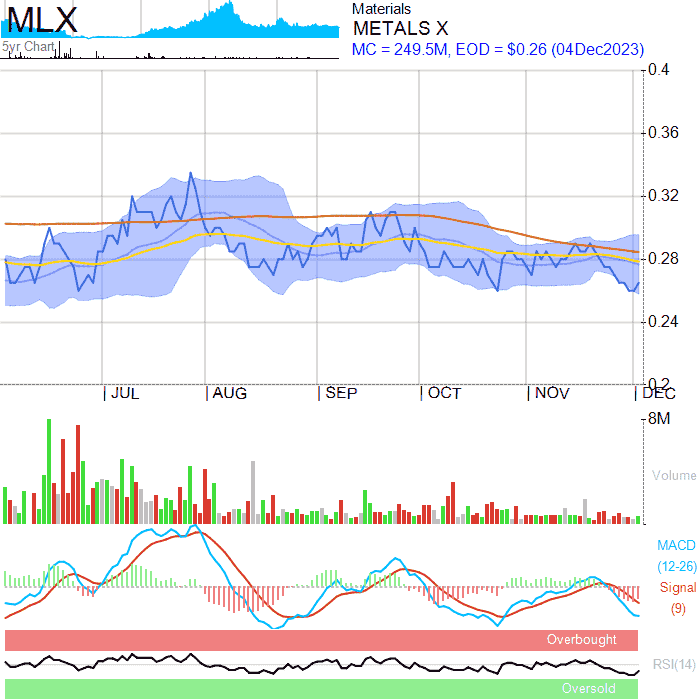 MLX
5yr Chart
Materials
METALS X
MC = 249.5M, EOD = $0.26 (04Dec2023)
0.4
0.36
0.32
0.28
0.24
0.2
JUL
AUG
SEP
OCT
NOV
DEC
8M
Volume
MACD
(12-26)
Signal
(9)
Overbought
RSI(14)
Oversold